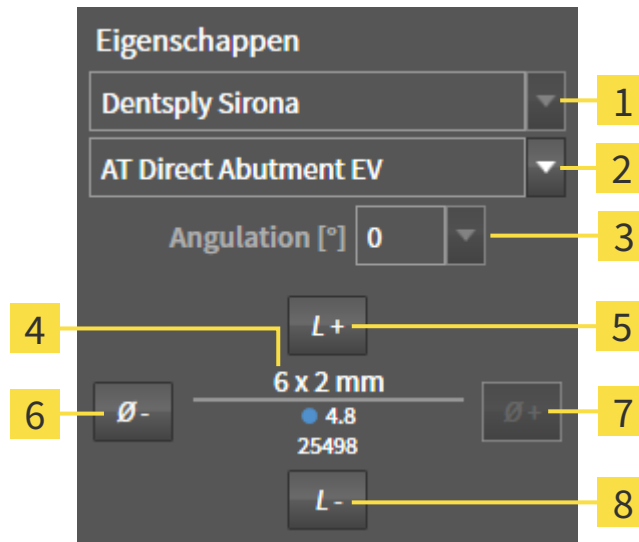 Eigenschappen
Dentsply Sirona
1
AT Direct Abutment EV
2
Angulation [°] 0
3
L +
5
4
6 x 2 mm
6
Ø -
4.8
Ø +
7
25498
L -
8